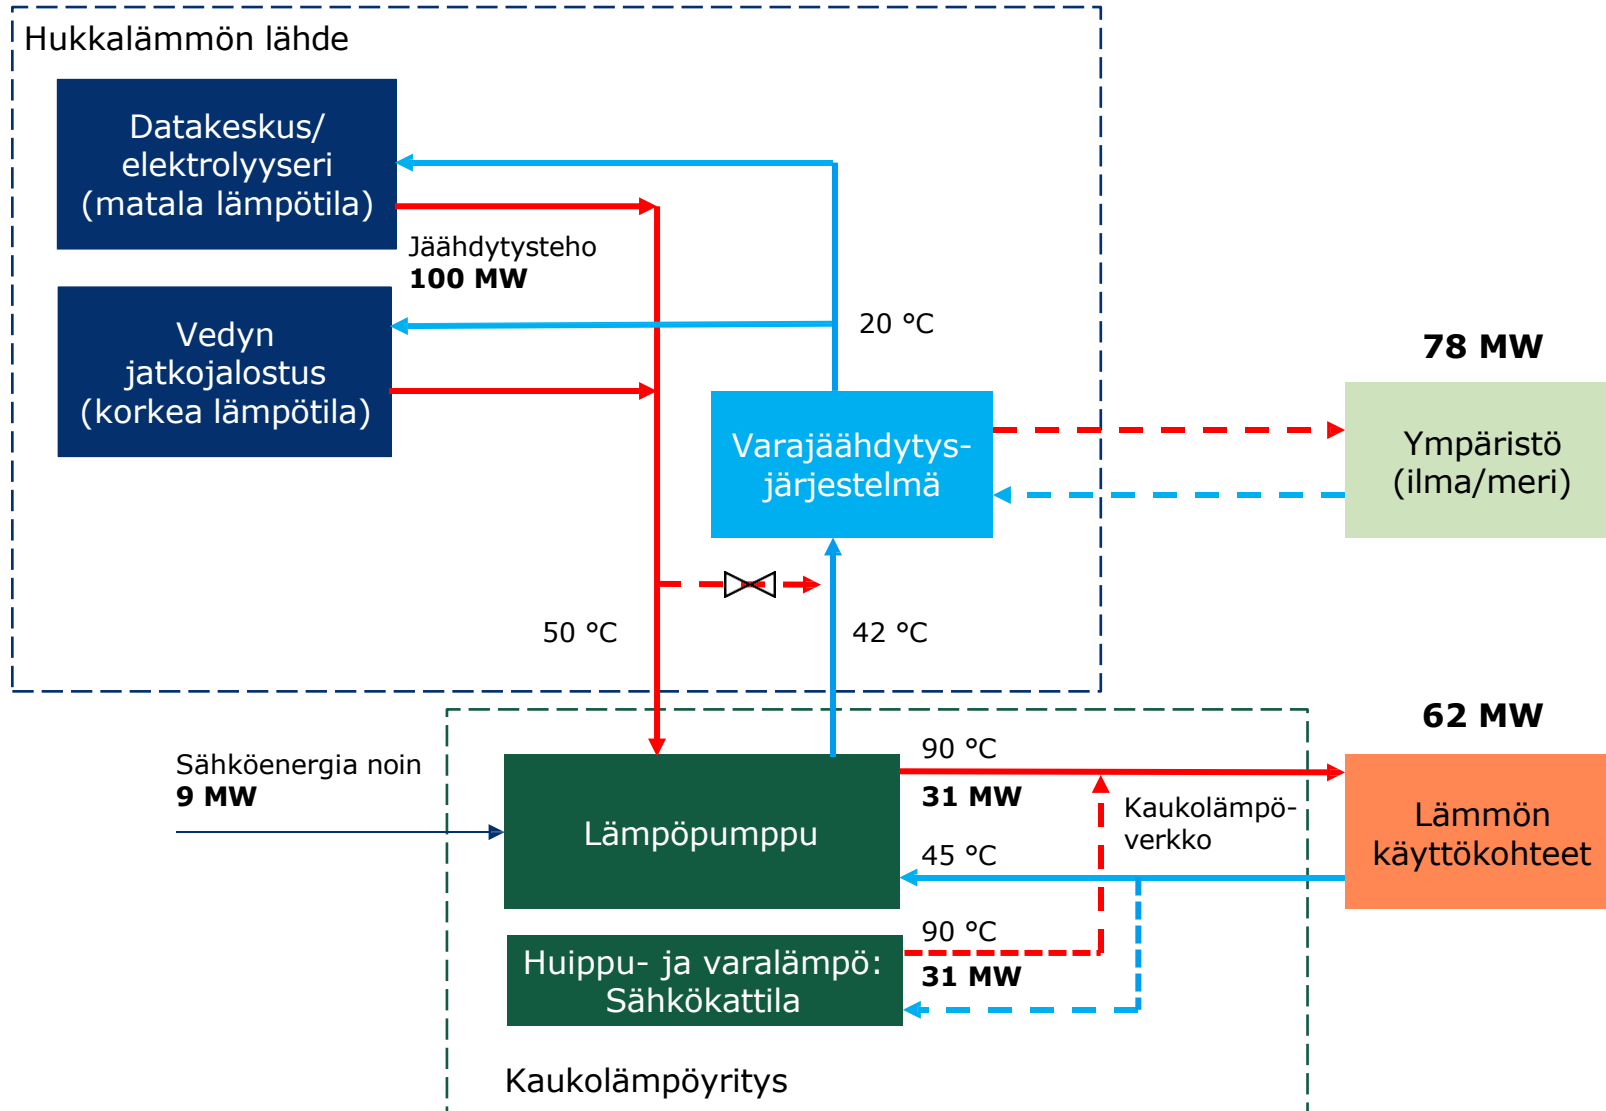 Hukkalämmön lähde
Datakeskus/
elektrolyyseri
(matala lämpötila)
Jäähdytysteho
100 MW
Vedyn
jatkojalostus
(korkea lämpötila)
20 °C
78 MW
Varajäähdytys-
järjestelmä
Ympäristö
(ilma/meri)
50 °C
42 °C
62 MW
Sähköenergia noin
9 MW
Lämpöpumppu
90 °C
31 MW
Kaukolämpö-
verkko
45 °C
Lämmön
käyttökohteet
Huippu- ja varalämpö:
Sähkökattila
90 °C
31 MW
Kaukolämpöyritys